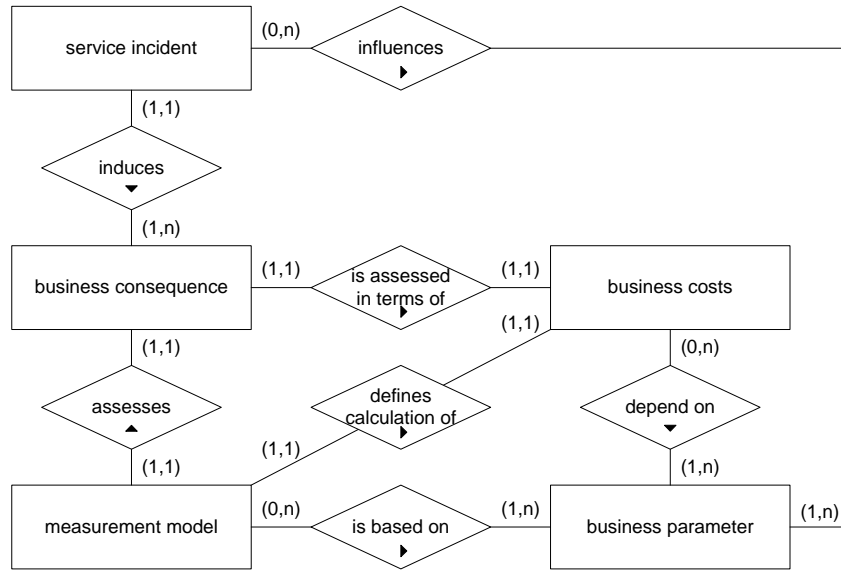 service incident
(0,n)
influences
(1,1)
induces
(1,n)
business consequence
(1,1)
is assessed
in terms of
(1,1)
business costs
(1,1)
(1,1)
(0,n)
assesses
defines
calculation of
depend on
(1,1)
(1,1)
(1,n)
measurement model
(0,n)
is based on
(1,n)
business parameter
(1,n)